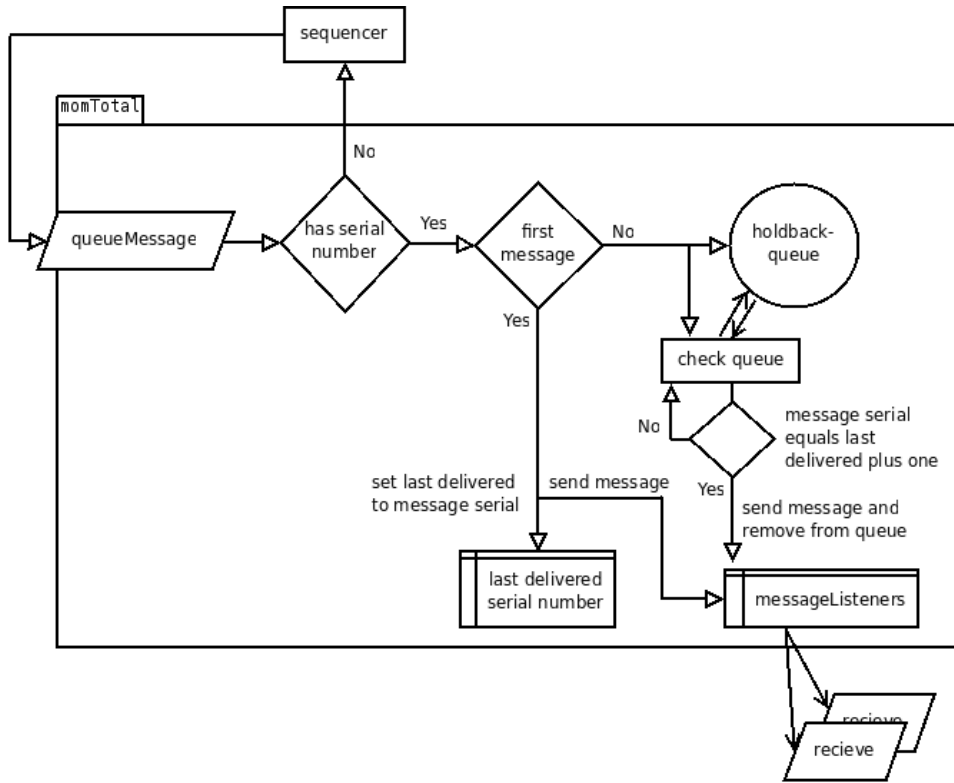 sequencer
momTotal
No
queueMessage
has serial
number
Yes
first
message
No
holdback-
queue
Yes
check queue
No
message serial
equals last
delivered plus one
Yes
set last delivered
to message serial
send message
send message and
remove from queue
last delivered
serial number
messageListeners
recieve
recieve